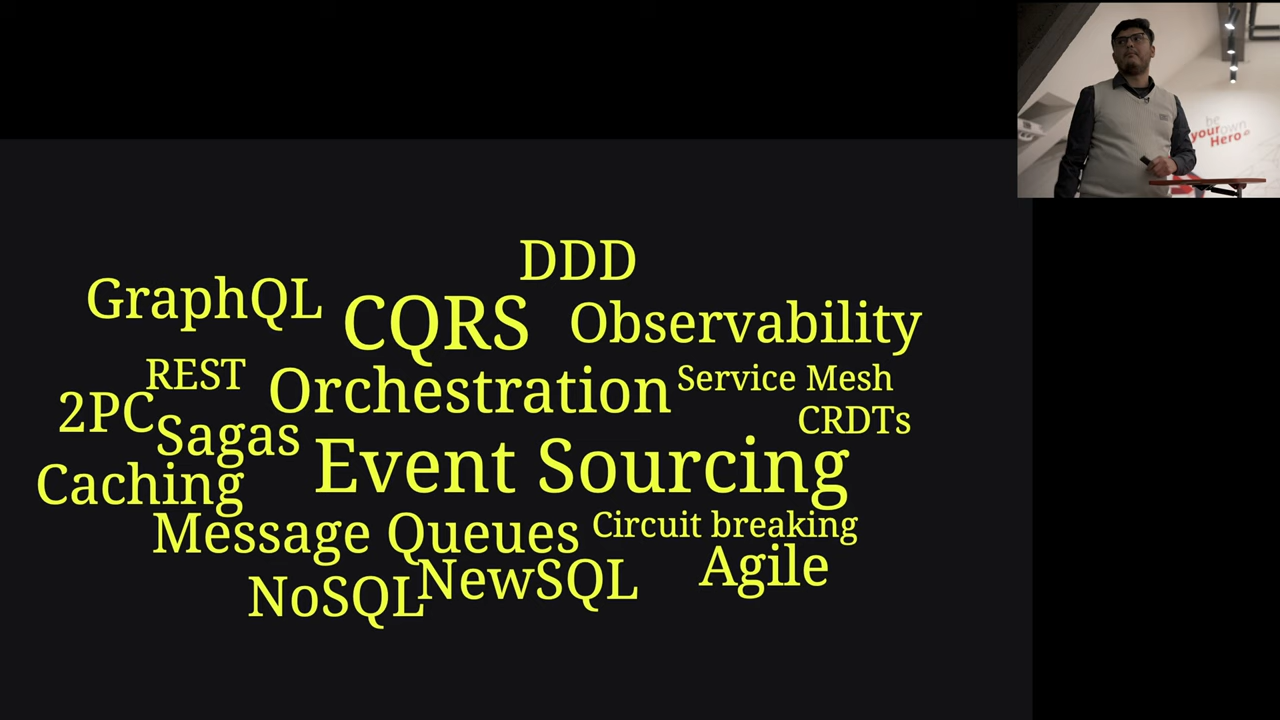 DDD
GraphQL
CQRS
Observability
REST
Orchestration
Service Mesh
2PC
Sagas
CRDTs
Caching
Event Sourcing
Message Queues
Circuit breaking
NoSQL
NewSQL
Agile
be
your own
Hero